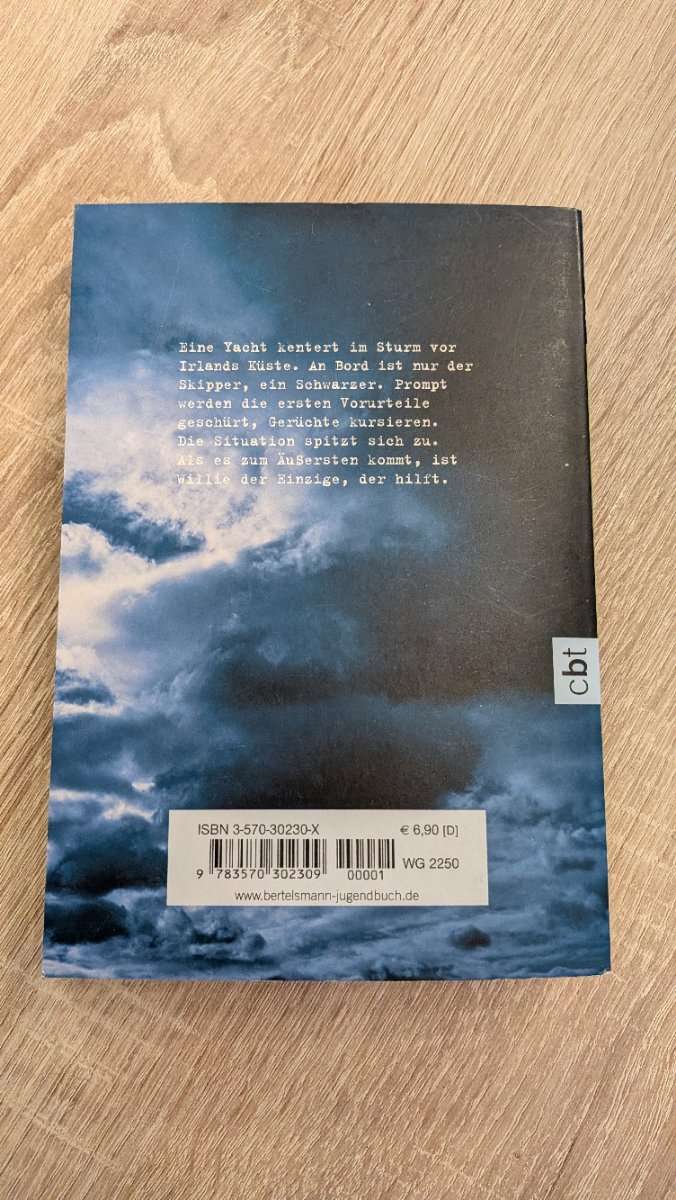 Eine Yacht kentert im Sturm vor
Irlands Küste. An Bord ist nur der
Skipper, ein Schwarzer. Prompt
werden die ersten Vorurteile
geschürt, Gerüchte kursieren.
Die Situation spitzt sich zu.
Als es zum Äußersten kommt, ist
Willie der Einzige, der hilft.
cbt
ISBN 3-570-30230-X
€ 6,90 [D]
9 783570 302309
00001
WG 2250
www.bertelsmann-jugendbuch.de